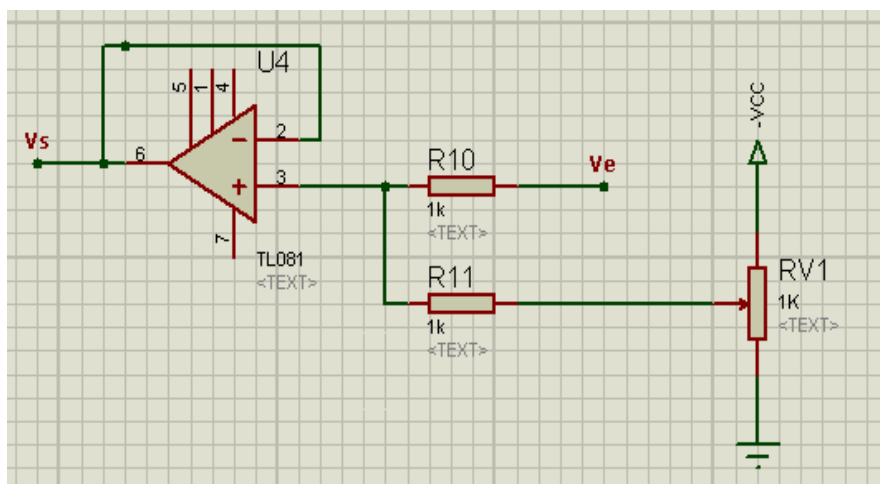 U4
5
1
4
-VCC
Vs
6
2
3
7
TL081
<TEXT>
R10
1k
<TEXT>
Ve
R11
1k
<TEXT>
RV1
1K
<TEXT>